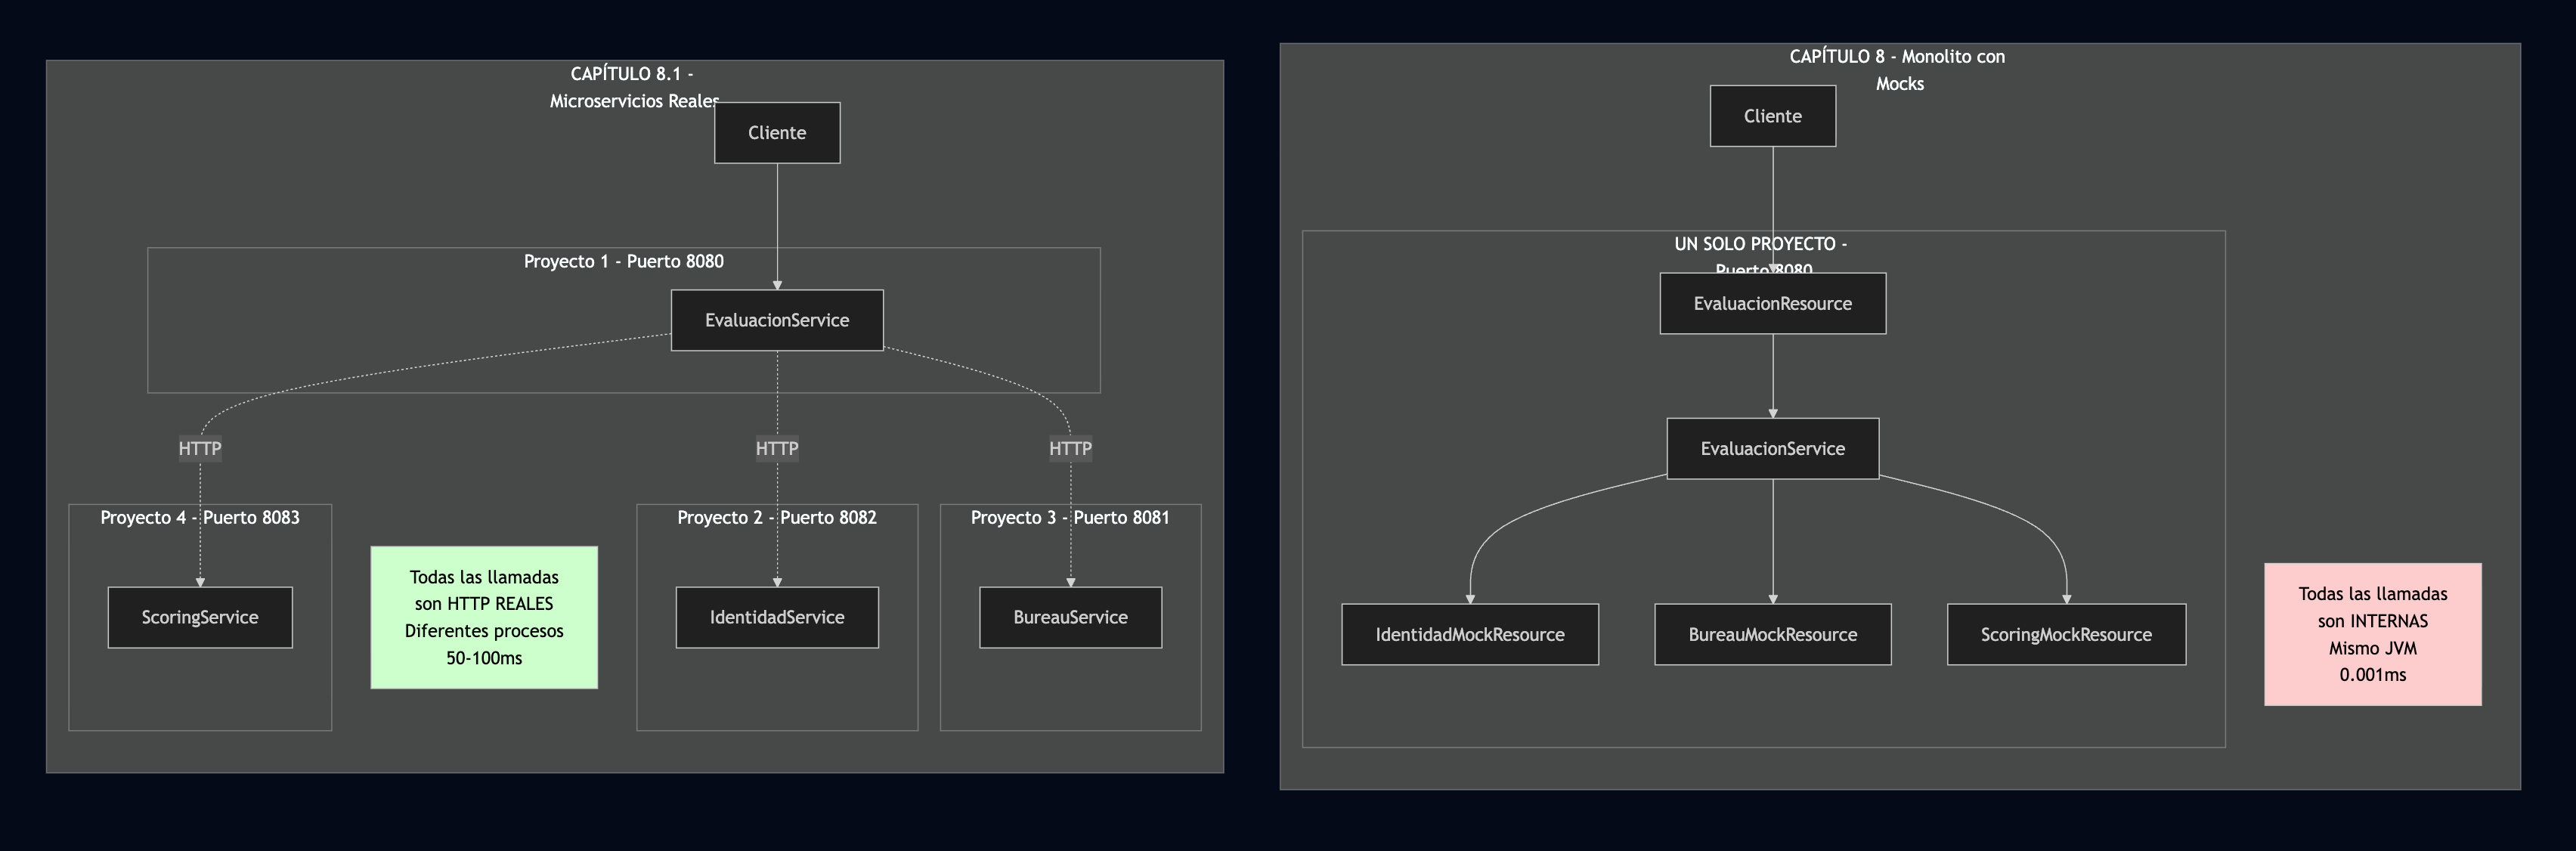 CAPÍTULO 8.1 -
Microservicios Reales
Cliente
Proyecto 1 - Puerto 8080
EvaluacionService
HTTP
HTTP
HTTP
Proyecto 4 - Puerto 8083
ScoringService
Todas las llamadas
son HTTP REALES
Diferentes procesos
50-100ms
Proyecto 2 - Puerto 8082
IdentidadService
Proyecto 3 - Puerto 8081
BureauService
CAPÍTULO 8 - Monolito con
Mocks
Cliente
UN SOLO PROYECTO -
Puerto 8080
EvaluacionResource
EvaluacionService
IdentidadMockResource
BureauMockResource
ScoringMockResource
Todas las llamadas
son INTERNAS
Mismo JVM
0.001ms